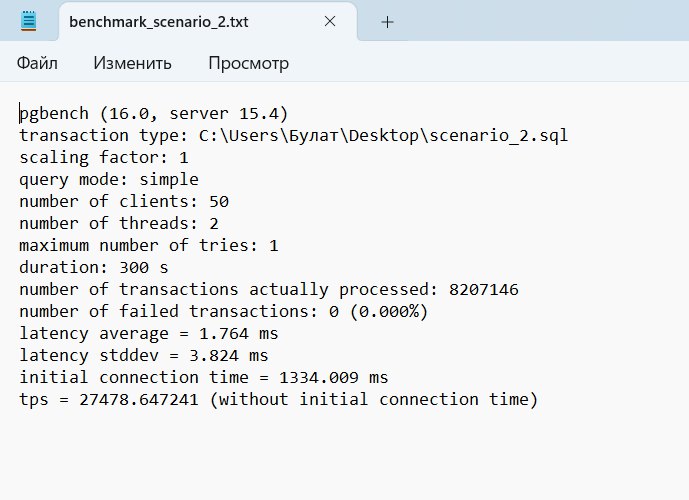 benchmark_scenario_2.txt
Файл Изменить Просмотр
pgbench (16.0, server 15.4)
transaction type: C:\Users\Булат\Desktop\scenario_2.sql
scaling factor: 1
query mode: simple
number of clients: 50
number of threads: 2
maximum number of tries: 1
duration: 300 s
number of transactions actually processed: 8207146
number of failed transactions: 0 (0.000%)
latency average = 1.764 ms
latency stddev = 3.824 ms
initial connection time = 1334.009 ms
tps = 27478.647241 (without initial connection time)